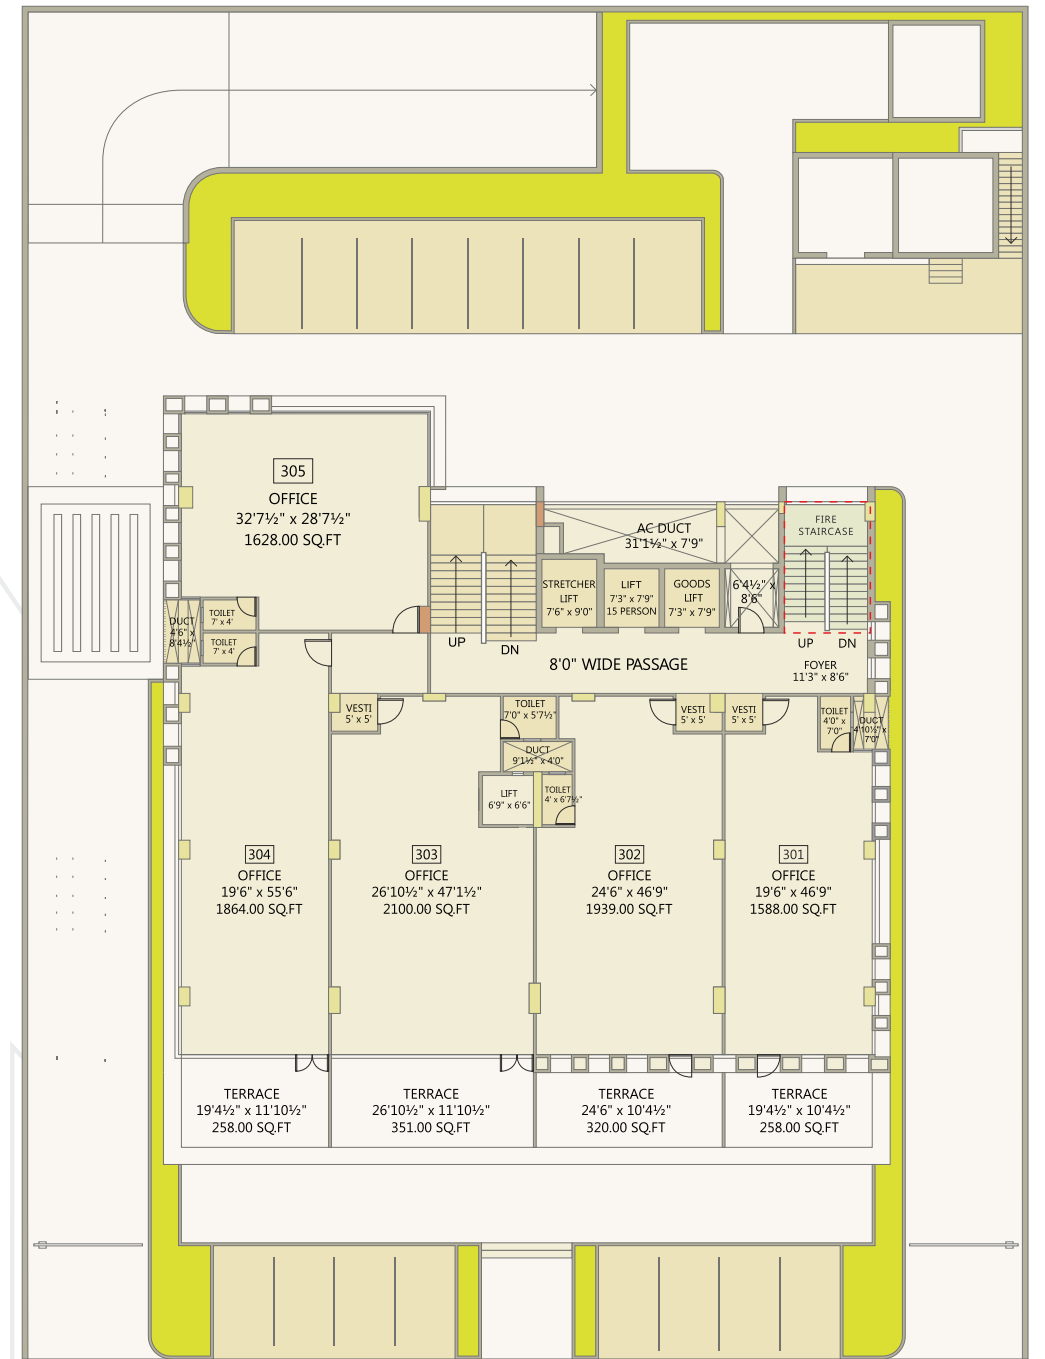 305
OFFICE
32'7½" x 28'7½"
1628.00 SQ.FT
AC DUCT
31'1½" x 7'9"
FIRE
STAIRCASE
STRETCHER
LIFT
7'6" x 9'0"
LIFT
7'3" x 7'9"
15 PERSON
GOODS
LIFT
7'3" x 7'9"
6'4½" x
8'6"
TOILET
7' x 4'
DUCT
4'6" x
8'4½"
TOILET
7' x 4'
UP
DN
UP
DN
8'0" WIDE PASSAGE
FOYER
11'3" x 8'6"
VESTI
5' x 5'
TOILET
7'0" x 5'7½"
VESTI
5' x 5'
VESTI
5' x 5'
TOILET
4'0" x
7'0"
DUCT
4'10½" x
7'0"
DUCT
9'1½" x 4'0"
LIFT
6'9" x 6'6"
TOILET
4' x 6'7½"
304
OFFICE
19'6" x 55'6"
1864.00 SQ.FT
303
OFFICE
26'10½" x 47'1½"
2100.00 SQ.FT
302
OFFICE
24'6" x 46'9"
1939.00 SQ.FT
301
OFFICE
19'6" x 46'9"
1588.00 SQ.FT
TERRACE
19'4½" x 11'10½"
258.00 SQ.FT
TERRACE
26'10½" x 11'10½"
351.00 SQ.FT
TERRACE
24'6" x 10'4½"
320.00 SQ.FT
TERRACE
19'4½" x 10'4½"
258.00 SQ.FT